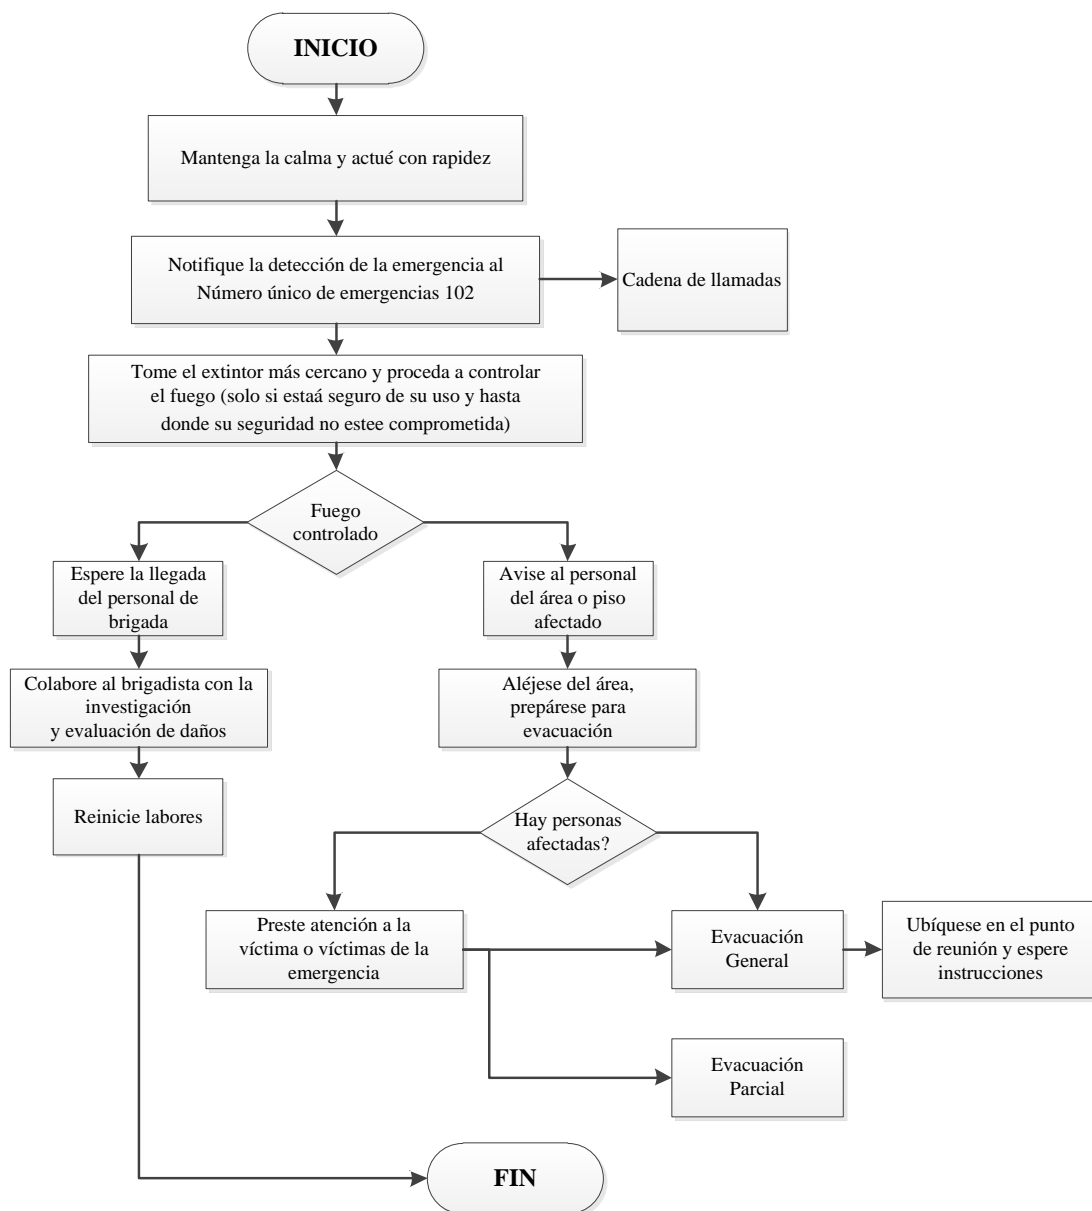 INICIO
Mantenga la calma y actué con rapidez
Notifique la detección de la emergencia al
Número único de emergencias 102
Cadena de llamadas
Tome el extintor más cercano y proceda a controlar
el fuego (solo si estaá seguro de su uso y hasta
donde su seguridad no estee comprometida)
Fuego
controlado
Espere la llegada
del personal de
brigada
Avise al personal
del área o piso
afectado
Colabore al brigadista con la
investigación
y evaluación de daños
Aléjese del área,
prepárese para
evacuación
Reinicie labores
Hay personas
afectadas?
Preste atención a la
víctima o víctimas de la
emergencia
Evacuación
General
Ubíquese en el punto
de reunión y espere
instrucciones
Evacuación
Parcial
FIN